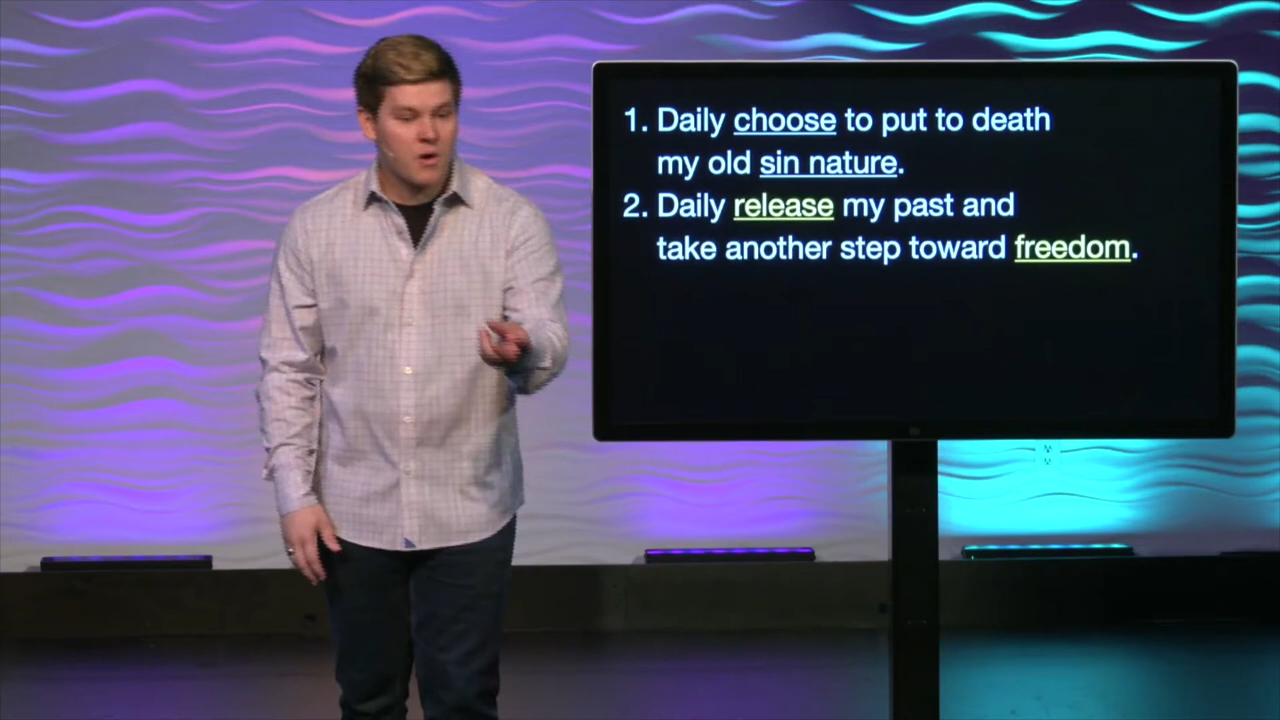 1. Daily choose to put to death
my old sin nature.
2. Daily release my past and
take another step toward freedom.